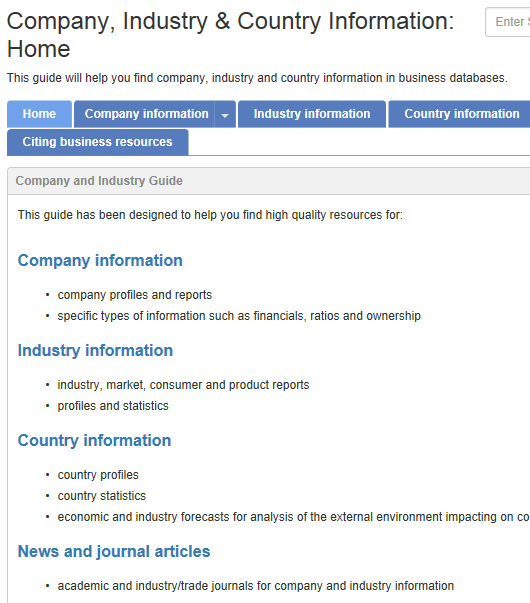 Company, Industry & Country Information:
Home
Enter
This guide will help you find company, industry and country information in business databases.
Home
Company information
Industry information
Country information
Citing business resources
Company and Industry Guide
This guide has been designed to help you find high quality resources for:
Company information
• company profiles and reports
• specific types of information such as financials, ratios and ownership
Industry information
• industry, market, consumer and product reports
• profiles and statistics
Country information
• country profiles
• country statistics
• economic and industry forecasts for analysis of the external environment impacting on
News and journal articles
• academic and industry/trade journals for company and industry information